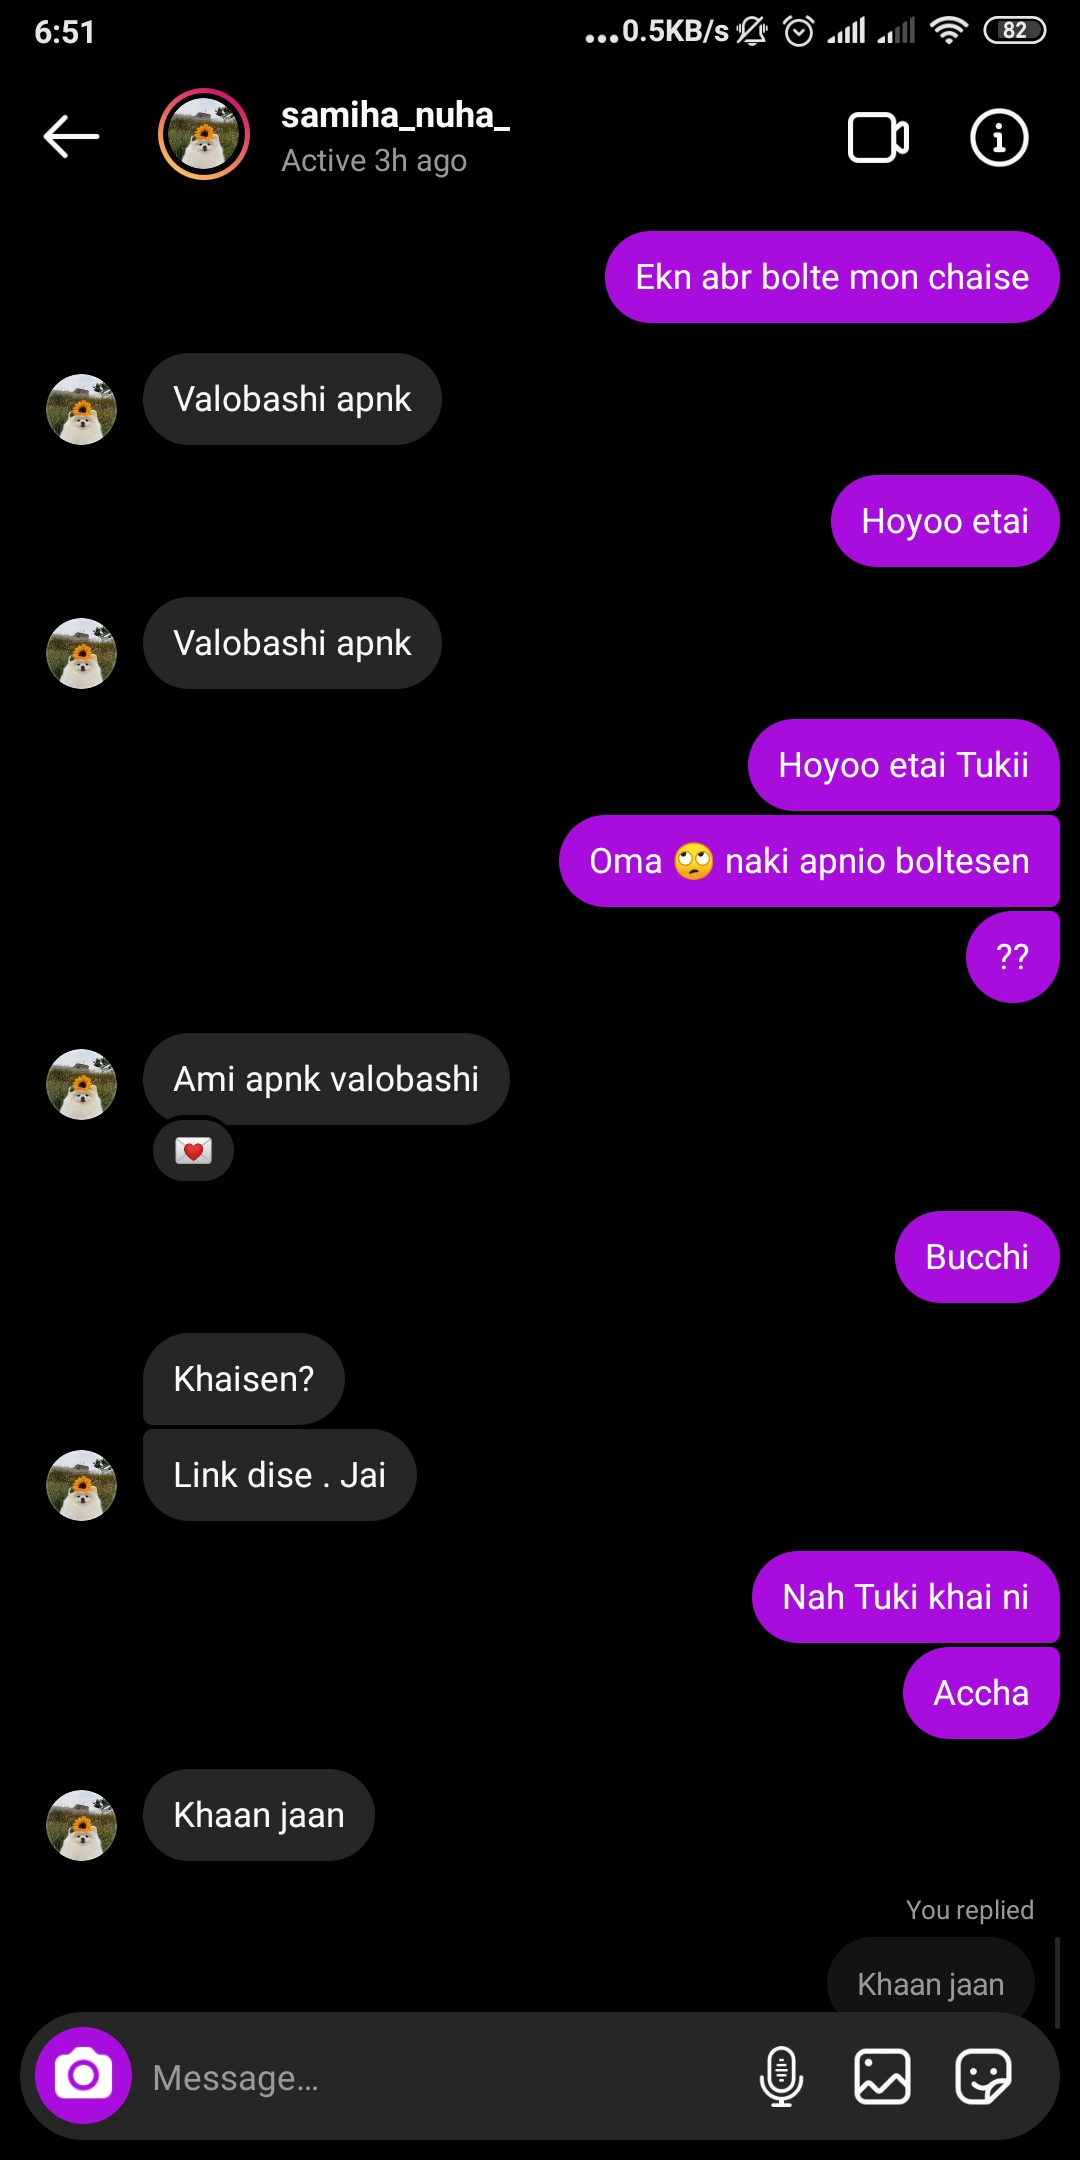 6:51
...0.5KB/s
82
samiha_nuha_
Active 3h ago
Ekn abr bolte mon chaise
Valobashi apnk
Hoyoo etai
Valobashi apnk
Hoyoo etai Tukii
Oma 🙄 naki apnio boltesen
??
Ami apnk valobashi
💌
Bucchi
Khaisen?
Link dise . Jai
Nah Tuki khai ni
Accha
Khaan jaan
You replied
Khaan jaan
Message...